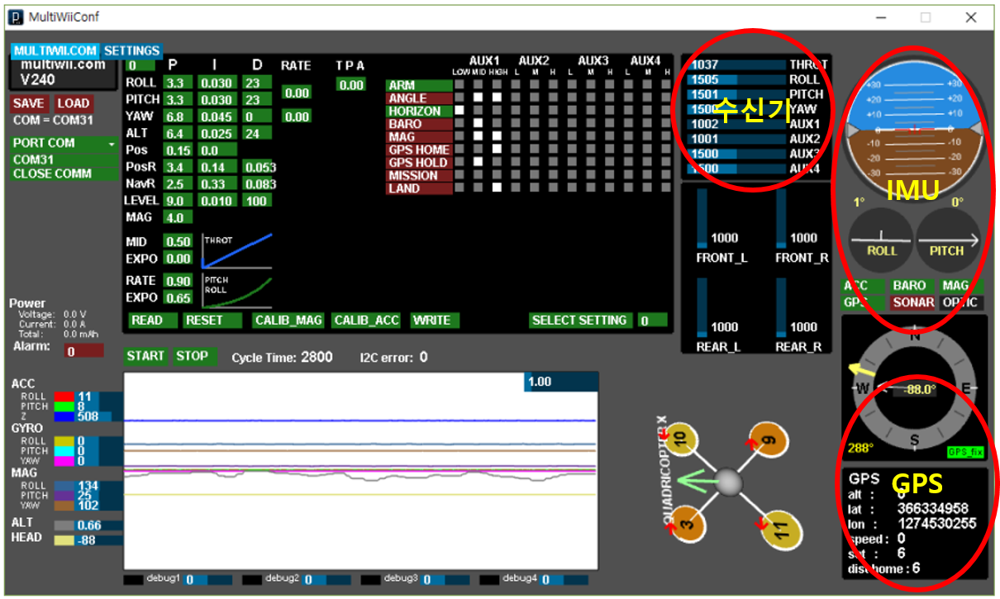 MultiWiiConf
MULTIWII.COM SETTINGS
multiwii.com
V240
SAVE LOAD
COM = COM31
PORT COM
COM31
CLOSE COMM
Power
Voltage: 0.0 V
Current: 0.0 A
Total: 0.0 mAh
Alarm: 0
0 P I D RATE T P A
ROLL 3.3 0.030 23
0.00
PITCH 3.3 0.030 23
0.00
YAW 6.8 0.045 0 0.00
ALT 6.4 0.025 24
Pos 0.15 0.0
PosR 3.4 0.14 0.053
NavR 2.5 0.33 0.083
LEVEL 9.0 0.010 100
MAG 4.0
MID 0.50 THROT
EXPO 0.00
RATE 0.90 PITCH
ROLL
EXPO 0.65
AUX1 AUX2 AUX3 AUX4
LOW MID HIGH L M H L M H L M H
ARM
ANGLE
HORIZON
BARO
MAG
GPS HOME
GPS HOLD
MISSION
LAND
READ RESET CALIB_MAG CALIB_ACC WRITE SELECT SETTING 0
1037 THROT
1505 ROLL
1501 PITCH
1500 YAW
수신가
1002 AUX1
1001 AUX2
1500 AUX3
1500 AUX4
1000 1000
FRONT_L FRONT_R
1000 1000
REAR_L REAR_R
+30 +30
+20 +20
+10 +10
0 0
-10 -10
-20 -20
-30 -30
IMU
1° 0°
ROLL PITCH
ACC BARO MAG
GPS SONAR OPTIC
N
W -88.0° E
S
288° GPS_fix
GPS
GPS
alt : 0
lat : 366334958
lon : 1274530255
speed : 0
sat : 6
dist home : 6
START STOP Cycle Time: 2800 I2C error: 0
1.00
ACC
ROLL 11
PITCH 8
Z 508
GYRO
ROLL 0
PITCH 0
YAW 0
MAG
ROLL 134
PITCH 25
YAW 102
ALT 0.66
HEAD -88
debug1 0 debug2 0 debug3 0 debug4 0
QUADRICOPTER X
10 9
3 11